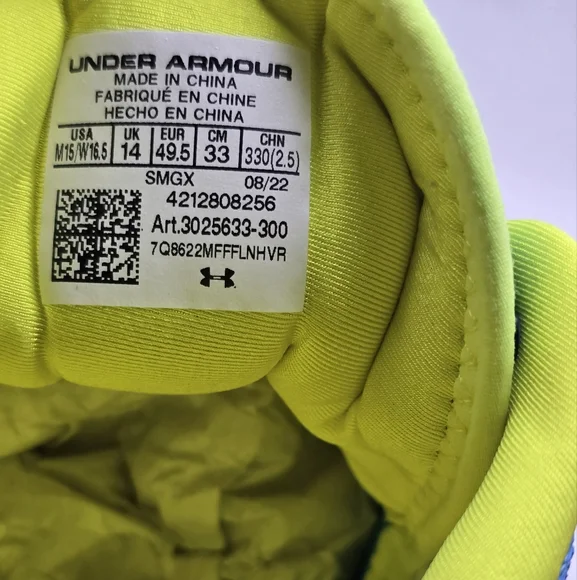 UNDER ARMOUR
MADE IN CHINA
FABRIQUÉ EN CHINE
HECHO EN CHINA
USA UK EUR CM CHN
M15/W16.5 14 49.5 33 330(2.5)
SMGX 08/22
4212808256
Art.3025633-300
7Q8622MFFFLNHVR